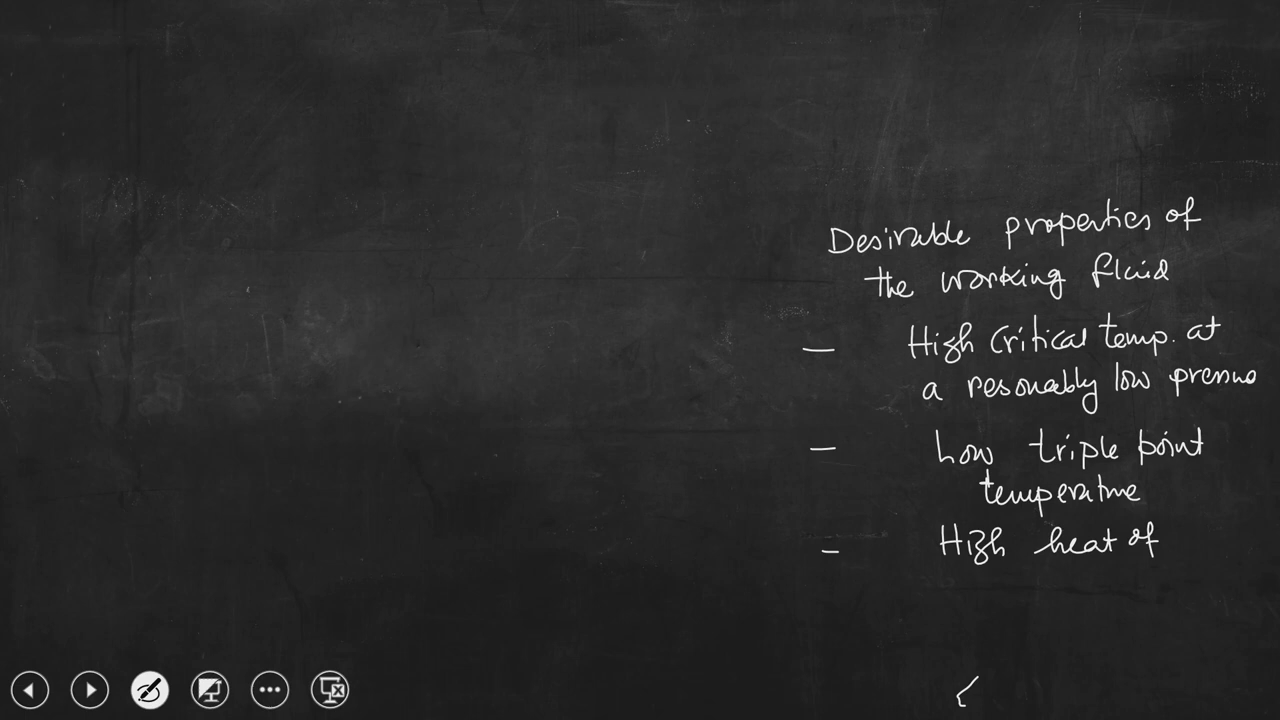 Desirable properties of
the working fluid
— High Critical temp. at
a resonably low pressure
— Low triple point
temperature
— High heat of